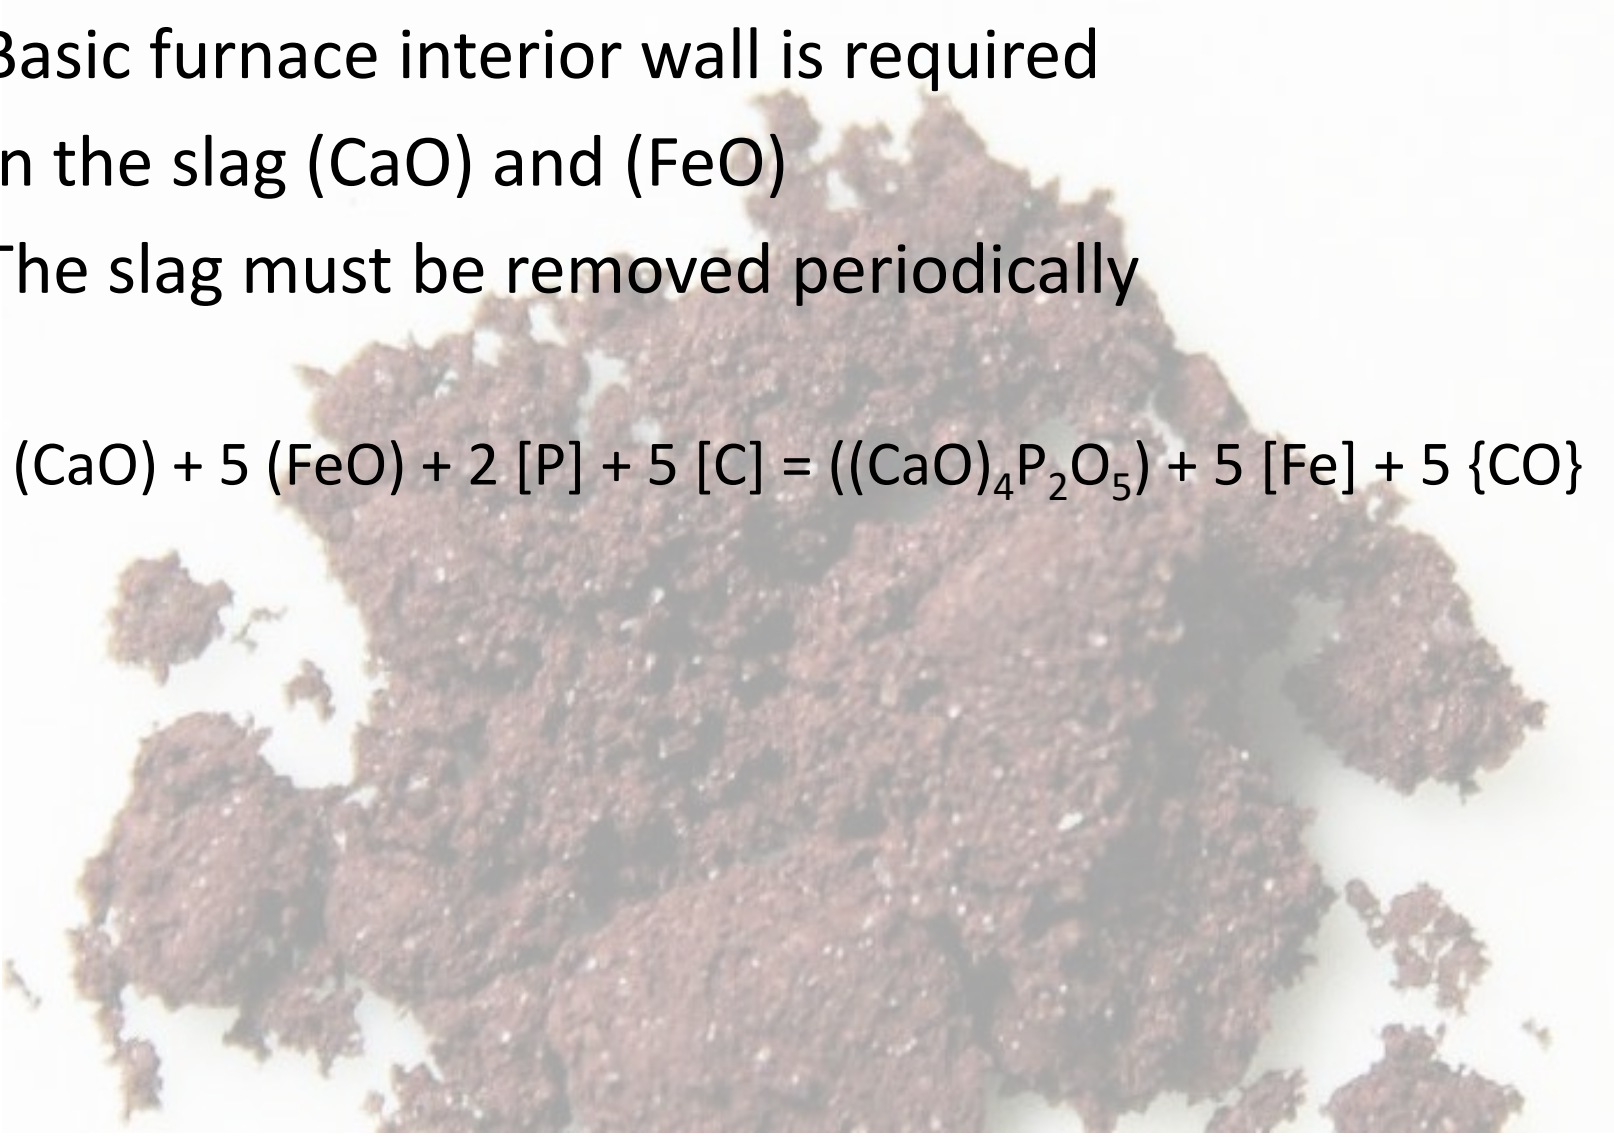 Basic furnace interior wall is required
n the slag (CaO) and (FeO)
The slag must be removed periodically
(CaO) + 5 (FeO) + 2 [P] + 5 [C] = ((CaO)₄P₂O₅) + 5 [Fe] + 5 {CO}